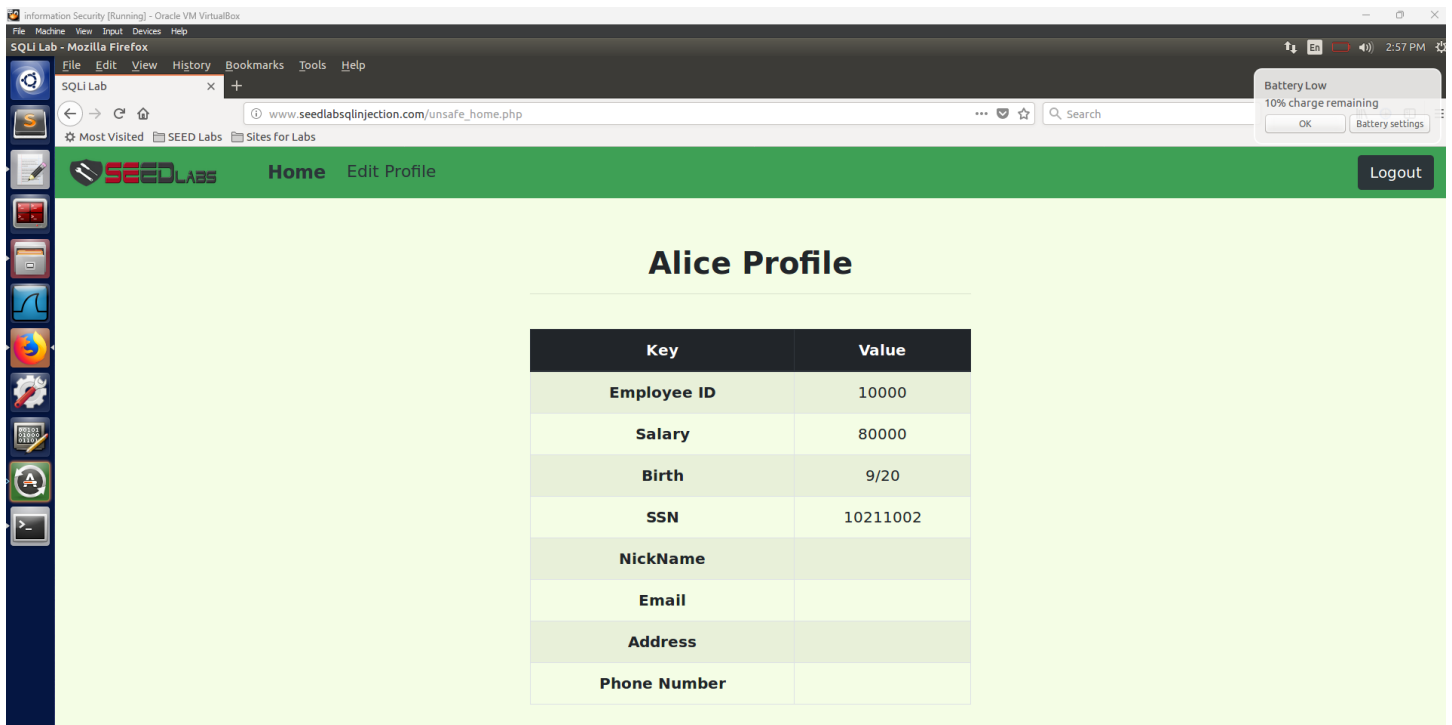 information Security [Running] - Oracle VM VirtualBox
File Machine View Input Devices Help
SQLi Lab - Mozilla Firefox
En 2:57 PM
File Edit View History Bookmarks Tools Help
SQLi Lab
Battery Low
10% charge remaining
OK Battery settings
www.seedlabsqlinjection.com/unsafe_home.php
Search
Most Visited SEED Labs Sites for Labs
SEEDLABS Home Edit Profile Logout
Alice Profile
Key Value
Employee ID 10000
Salary 80000
Birth 9/20
SSN 10211002
NickName
Email
Address
Phone Number